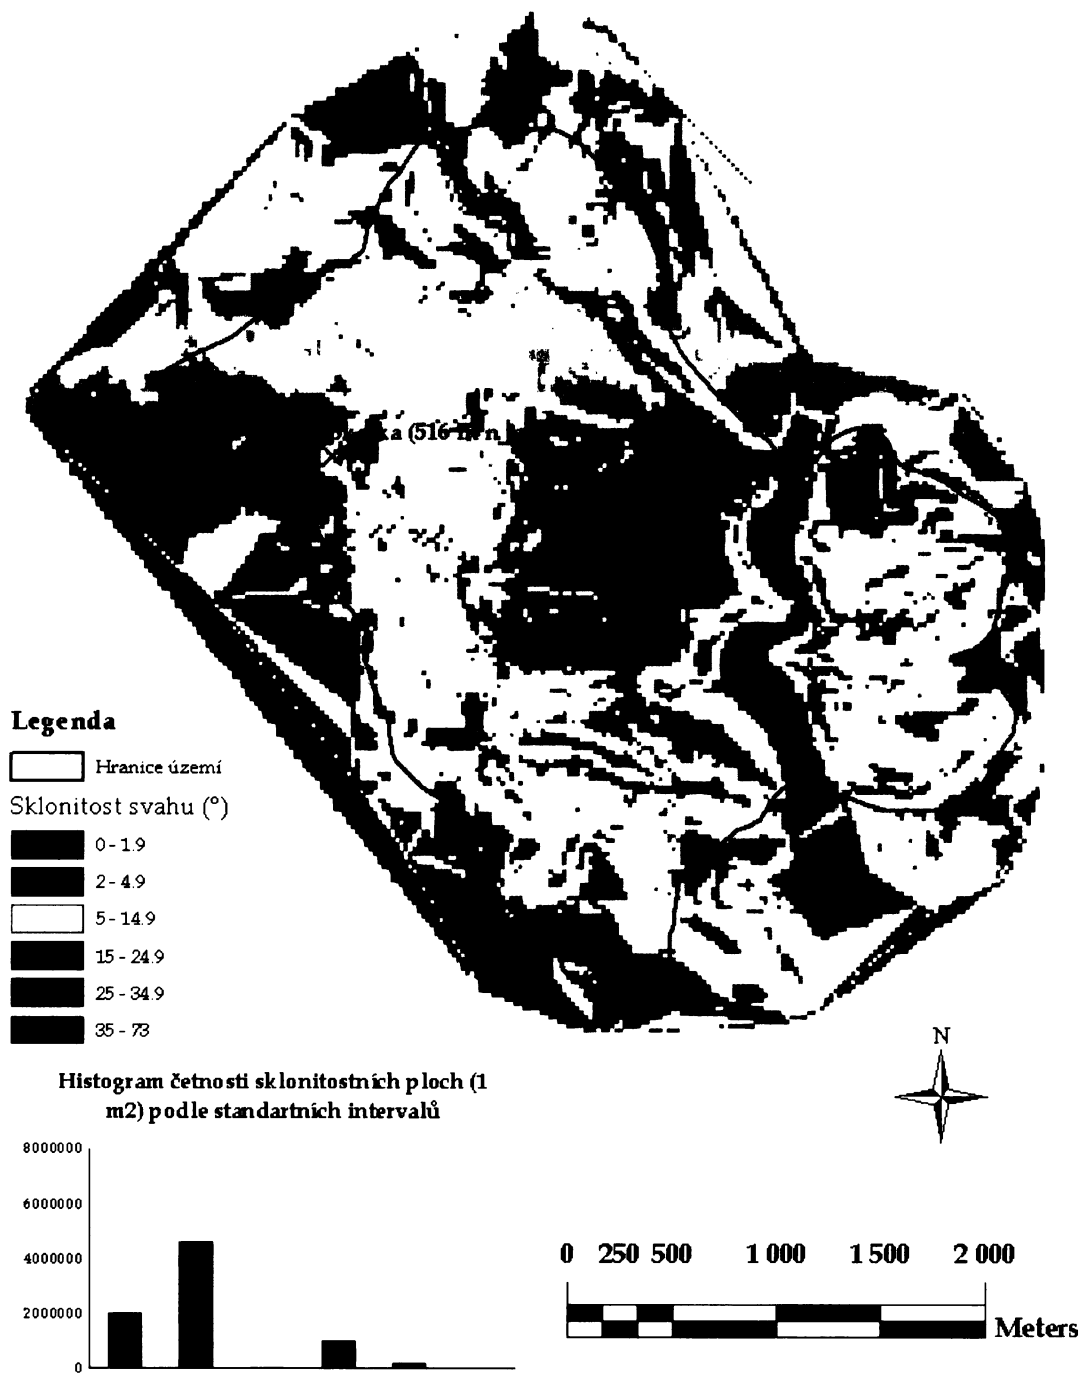 (516 m n
Legenda
Hranice území
Sklonitost svahu (°)
0 - 1.9
2 - 4.9
5 - 14.9
15 - 24.9
25 - 34.9
35 - 73
N
Histogram četnosti sklonitostních ploch (1
m2) podle standartních intervalů
8000000
6000000
4000000
2000000
0
0 250 500 1 000 1 500 2 000
Meters